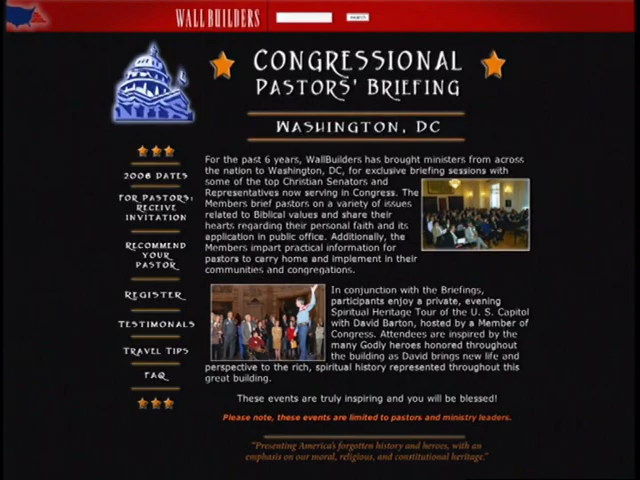 WALLBUILDERS
search
CONGRESSIONAL
PASTORS' BRIEFING
WASHINGTON, DC
2008 DATES
FOR PASTORS:
RECEIVE
INVITATION
RECOMMEND
YOUR
PASTOR
REGISTER
TESTIMONALS
TRAVEL TIPS
FAQ
For the past 6 years, WallBuilders has brought ministers from across
the nation to Washington, DC, for exclusive briefing sessions with
some of the top Christian Senators and
Representatives now serving in Congress. The
Members brief pastors on a variety of issues
related to Biblical values and share their
hearts regarding their personal faith and its
application in public office. Additionally, the
Members impart practical information for
pastors to carry home and implement in their
communities and congregations.
In conjunction with the Briefings,
participants enjoy a private, evening
Spiritual Heritage Tour of the U. S. Capitol
with David Barton, hosted by a Member of
Congress. Attendees are inspired by the
many Godly heroes honored throughout
the building as David brings new life and
perspective to the rich, spiritual history represented throughout this
great building.
These events are truly inspiring and you will be blessed!
Please note, these events are limited to pastors and ministry leaders.
"Presenting America's forgotten history and heroes, with an
emphasis on our moral, religious, and constitutional heritage."